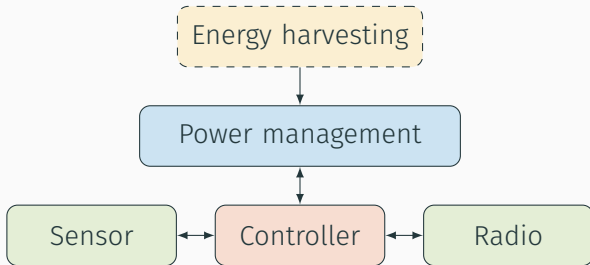 Energy harvesting
Power management
Sensor
Controller
Radio